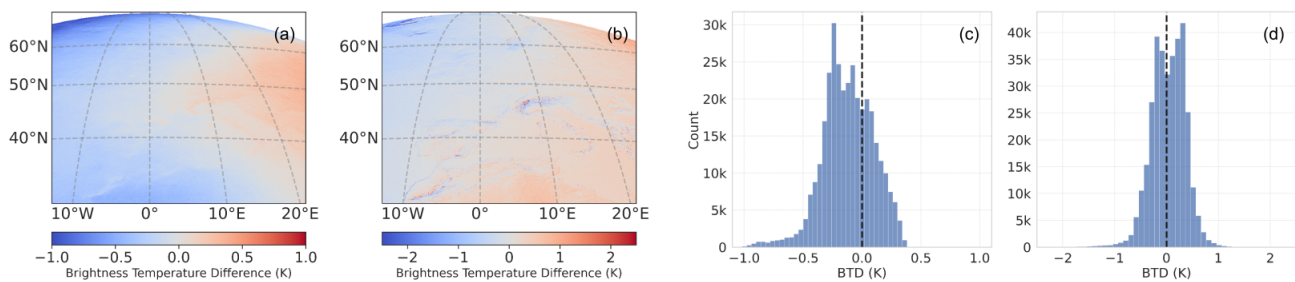 (a)
60°N
50°N
40°N
10°W 0° 10°E 20°E
−1.0 −0.5 0.0 0.5 1.0
Brightness Temperature Difference (K)
(b)
60°N
50°N
40°N
10°W 0° 10°E 20°E
−2 −1 0 1 2
Brightness Temperature Difference (K)
(c)
30k
25k
20k
15k
10k
5k
0
Count
−1.0 −0.5 0.0 0.5 1.0
BTD (K)
(d)
40k
35k
30k
25k
20k
15k
10k
5k
0
−2 −1 0 1 2
BTD (K)